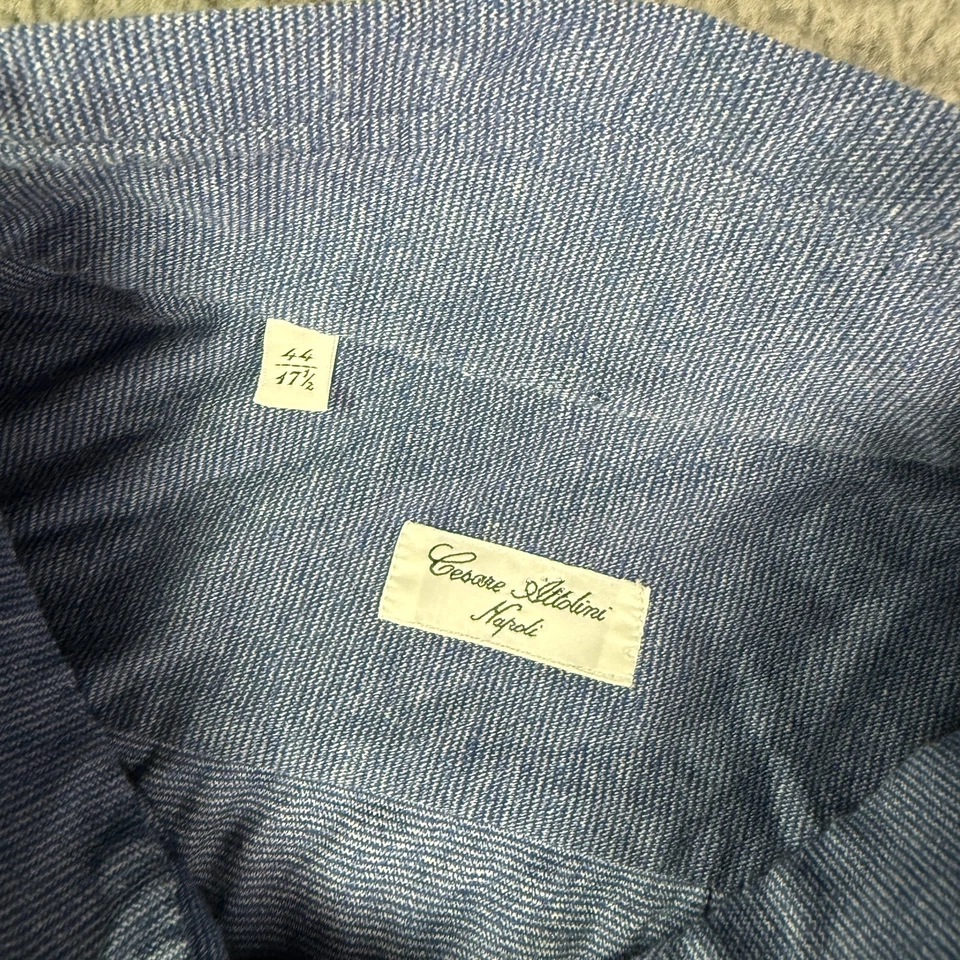 44
17½
Cesare Attolini
Napoli